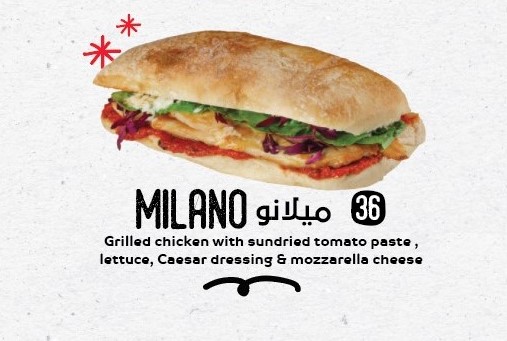 MILANO ميلانو 36
Grilled chicken with sundried tomato paste ,
lettuce, Caesar dressing & mozzarella cheese